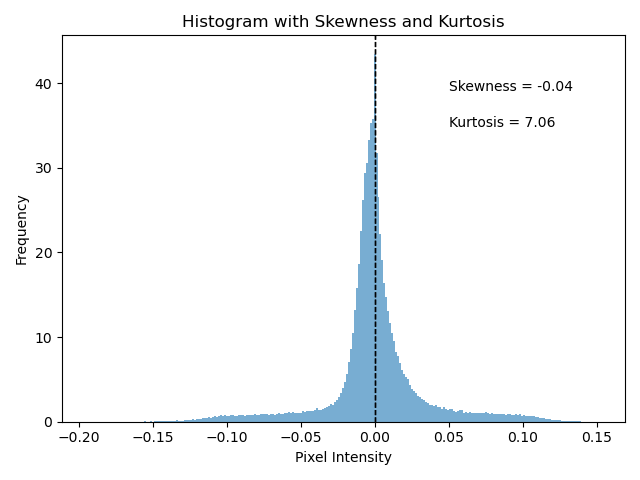 Histogram with Skewness and Kurtosis
Skewness = -0.04
Kurtosis = 7.06
Frequency
40
30
20
10
0
−0.20 −0.15 −0.10 −0.05 0.00 0.05 0.10 0.15
Pixel Intensity